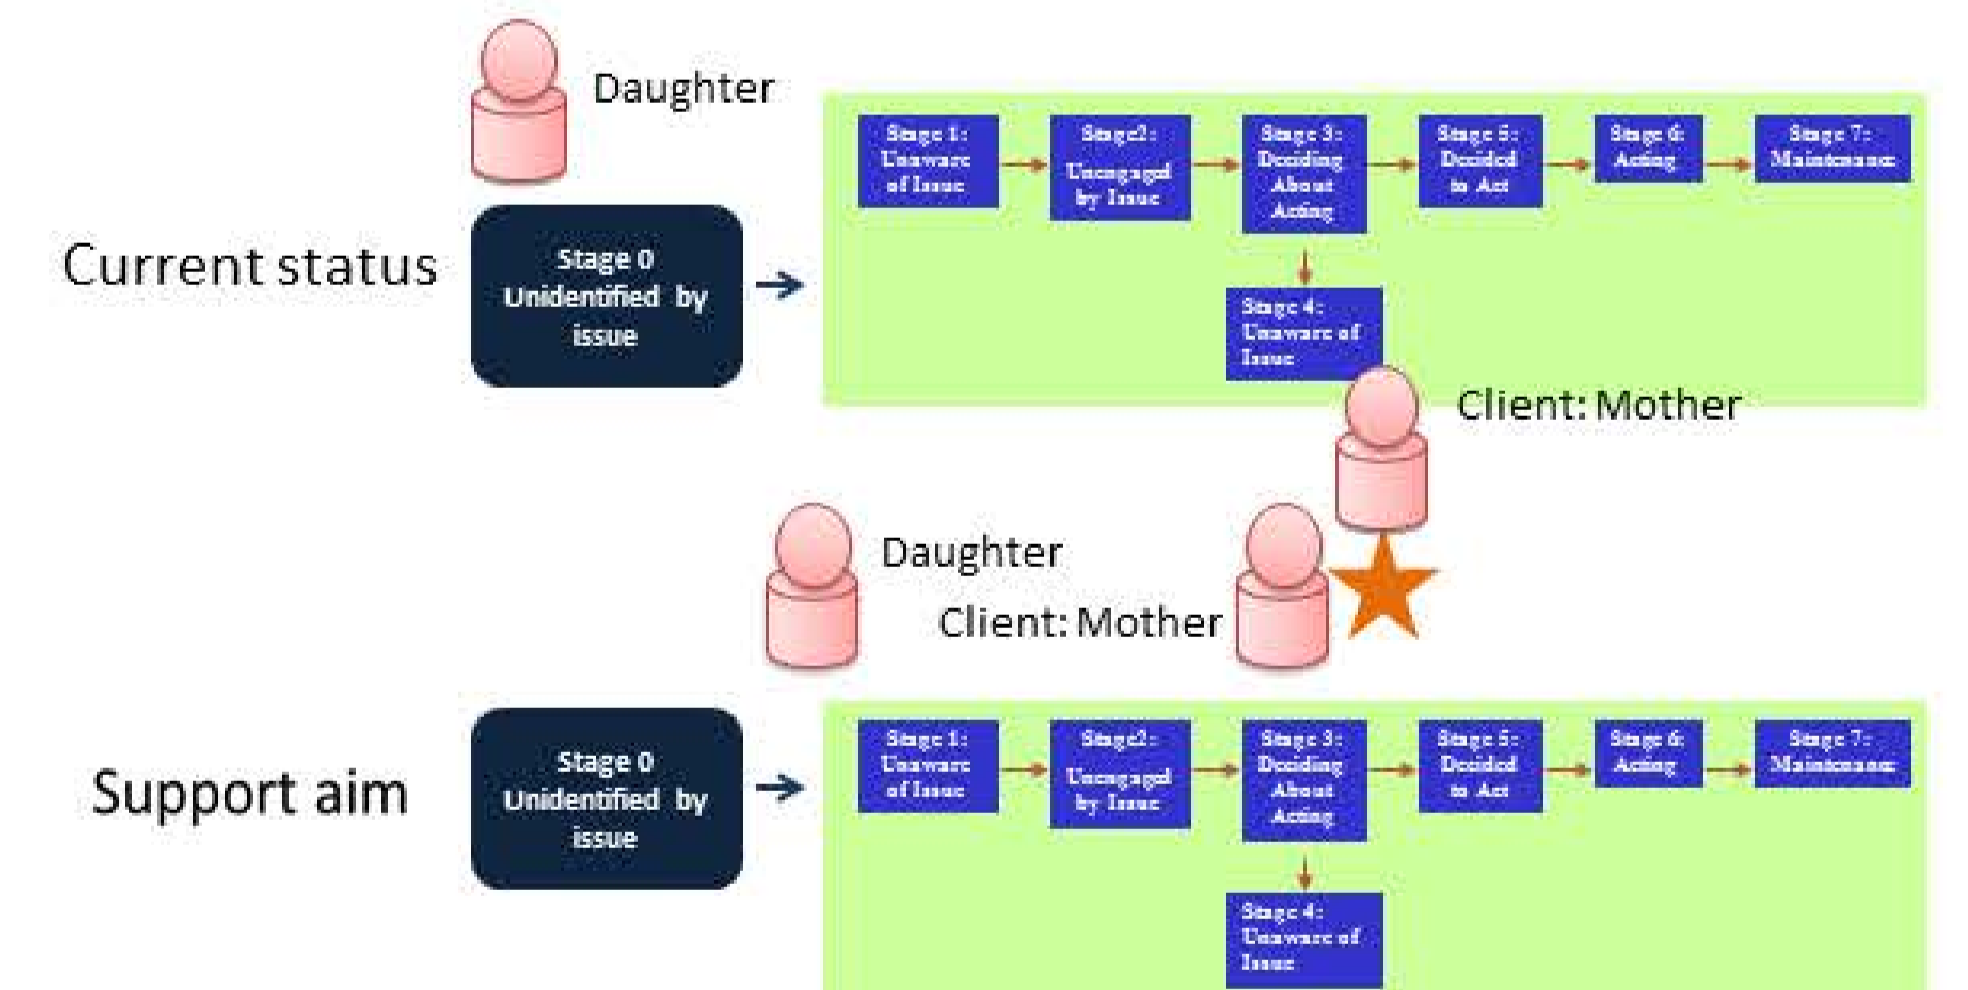 Daughter
Current status
Stage 0
Unidentified by
issue
Stage 1:
Unaware
of Issue
Stage2:
Unengaged
by Issue
Stage 3:
Deciding
About
Acting
Stage 5:
Decided
to Act
Stage 6:
Acting
Stage 7:
Maintenance
Stage 4:
Unaware of
Issue
Client: Mother
Daughter
Client: Mother
Support aim
Stage 0
Unidentified by
issue
Stage 1:
Unaware
of Issue
Stage2:
Unengaged
by Issue
Stage 3:
Deciding
About
Acting
Stage 5:
Decided
to Act
Stage 6:
Acting
Stage 7:
Maintenance
Stage 4:
Unaware of
Issue